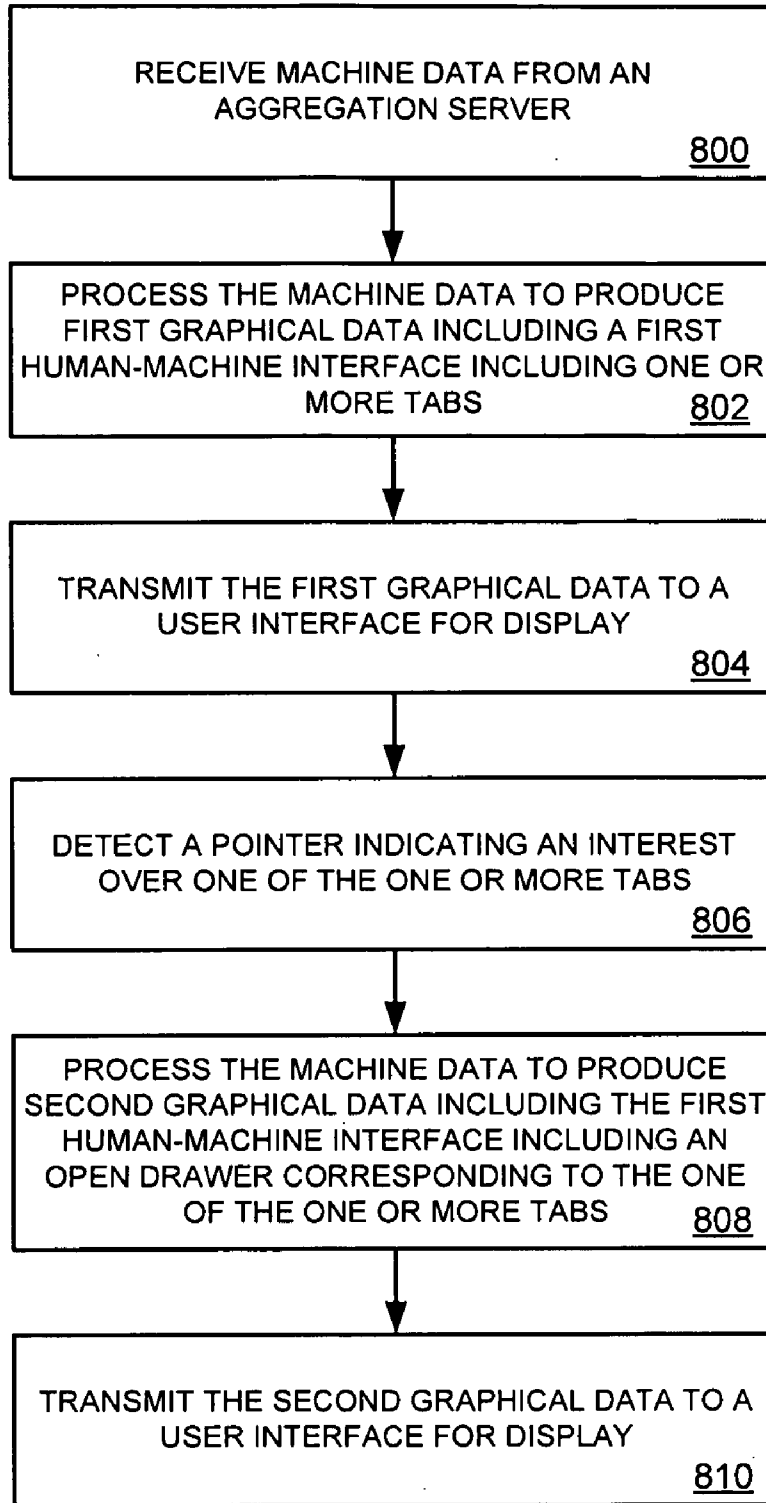 RECEIVE MACHINE DATA FROM AN
AGGREGATION SERVER
800
PROCESS THE MACHINE DATA TO PRODUCE
FIRST GRAPHICAL DATA INCLUDING A FIRST
HUMAN-MACHINE INTERFACE INCLUDING ONE OR
MORE TABS
802
TRANSMIT THE FIRST GRAPHICAL DATA TO A
USER INTERFACE FOR DISPLAY
804
DETECT A POINTER INDICATING AN INTEREST
OVER ONE OF THE ONE OR MORE TABS
806
PROCESS THE MACHINE DATA TO PRODUCE
SECOND GRAPHICAL DATA INCLUDING THE FIRST
HUMAN-MACHINE INTERFACE INCLUDING AN
OPEN DRAWER CORRESPONDING TO THE ONE
OF THE ONE OR MORE TABS
808
TRANSMIT THE SECOND GRAPHICAL DATA TO A
USER INTERFACE FOR DISPLAY
810